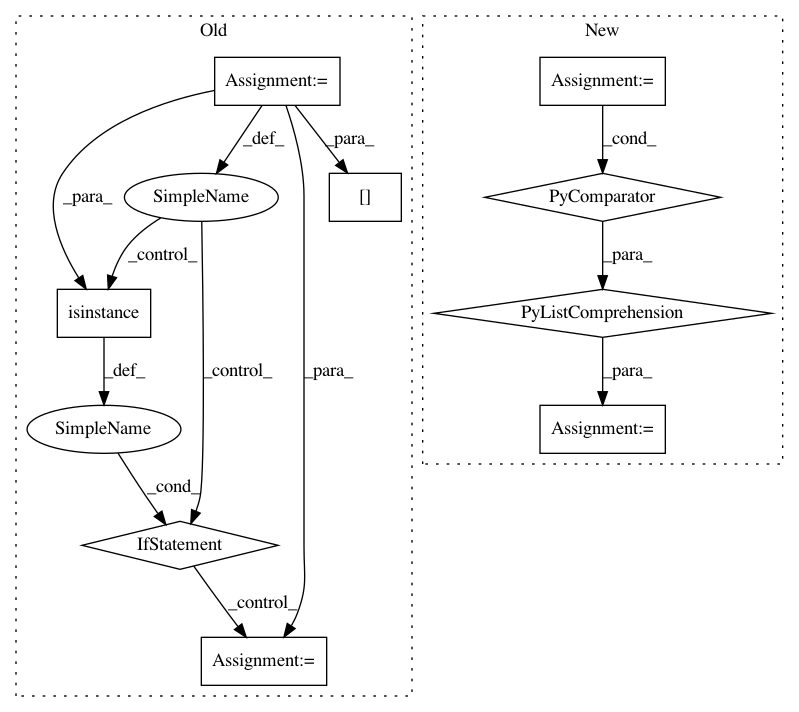 Old
New
Assignment:=
Assignment:=
_def_
_para_
_cond_
_para_
SimpleName
[]
PyComparator
_control_
_para_
isinstance
PyListComprehension
_def_
_control_
_para_
_para_
SimpleName
Assignment:=
_cond_
IfStatement
_control_
Assignment:=